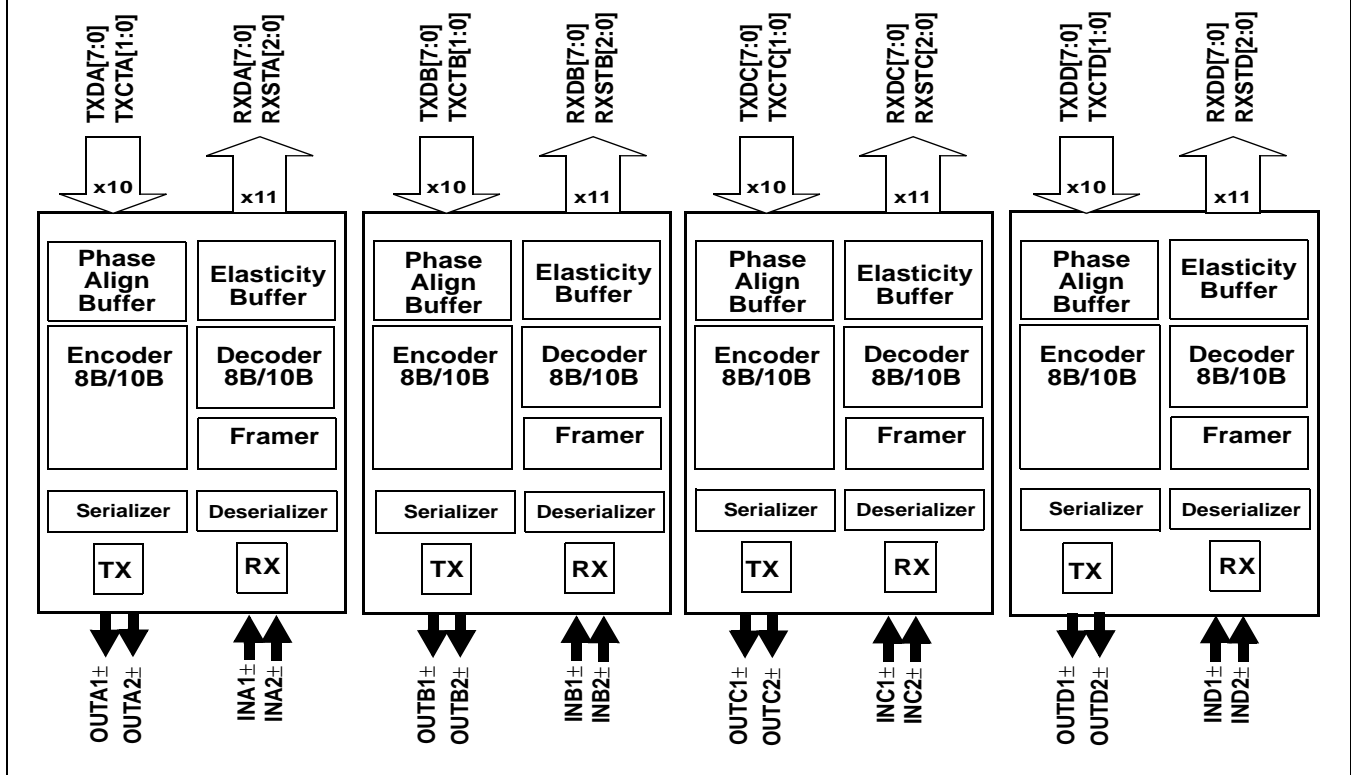 TXDA[7:0]
TXCTA[1:0]
RXDA[7:0]
RXSTA[2:0]
TXDB[7:0]
TXCTB[1:0]
RXDB[7:0]
RXSTB[2:0]
TXDC[7:0]
TXCTC[1:0]
RXDC[7:0]
RXSTC[2:0]
TXDD[7:0]
TXCTD[1:0]
RXDD[7:0]
RXSTD[2:0]
x10
x11
x10
x11
x10
x11
x10
x11
Phase
Align
Buffer
Elasticity
Buffer
Encoder
8B/10B
Decoder
8B/10B
Framer
Serializer
Deserializer
TX
RX
Phase
Align
Buffer
Elasticity
Buffer
Encoder
8B/10B
Decoder
8B/10B
Framer
Serializer
Deserializer
TX
RX
Phase
Align
Buffer
Elasticity
Buffer
Encoder
8B/10B
Decoder
8B/10B
Framer
Serializer
Deserializer
TX
RX
Phase
Align
Buffer
Elasticity
Buffer
Encoder
8B/10B
Decoder
8B/10B
Framer
Serializer
Deserializer
TX
RX
OUTA1±
OUTA2±
INA1±
INA2±
OUTB1±
OUTB2±
INB1±
INB2±
OUTC1±
OUTC2±
INC1±
INC2±
OUTD1±
OUTD2±
IND1±
IND2±